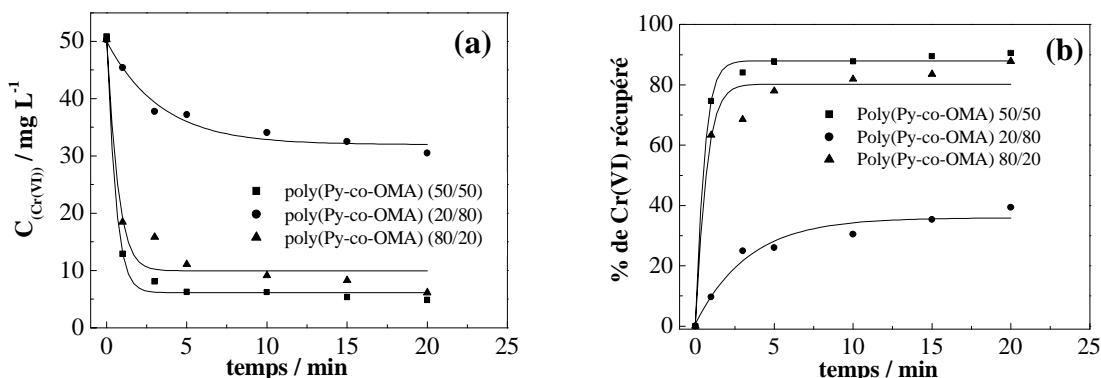 (a)
C(Cr(VI)) / mg L-1
50
40
30
20
10
0
poly(Py-co-OMA) (50/50)
poly(Py-co-OMA) (20/80)
poly(Py-co-OMA) (80/20)
0 5 10 15 20 25
temps / min
(b)
% de Cr(VI) récupéré
100
80
60
40
20
0
Poly(Py-co-OMA) 50/50
Poly(Py-co-OMA) 20/80
Poly(Py-co-OMA) 80/20
0 5 10 15 20 25
temps / min